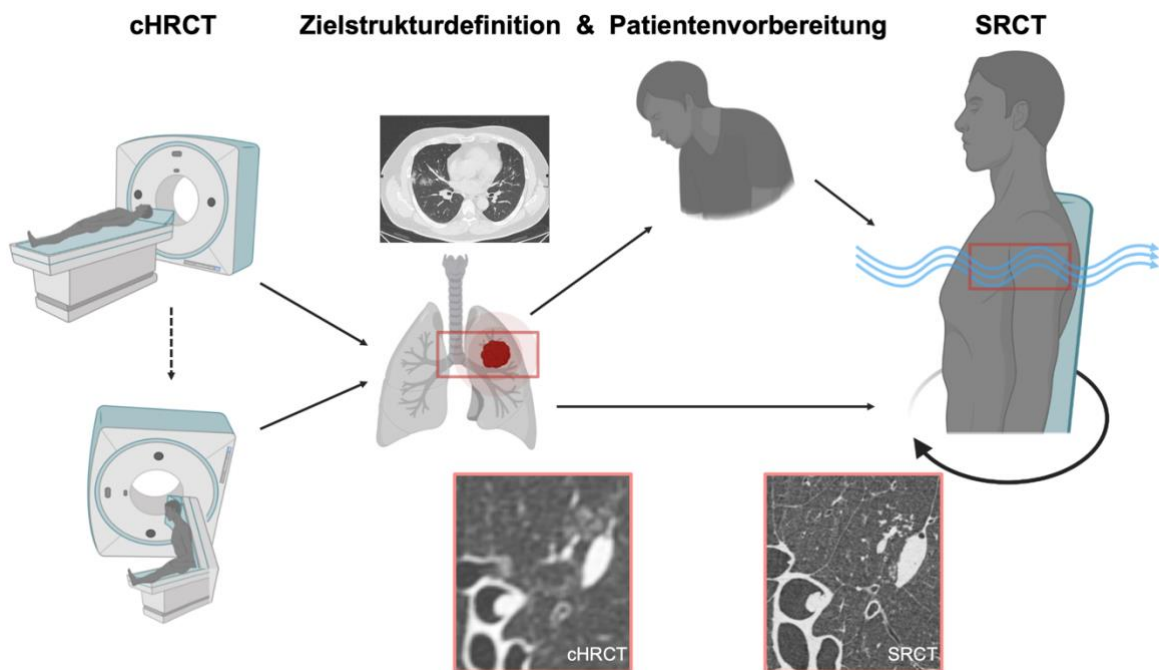 cHRCT
Zielstrukturdefinition & Patientenvorbereitung
SRCT
cHRCT
SRCT